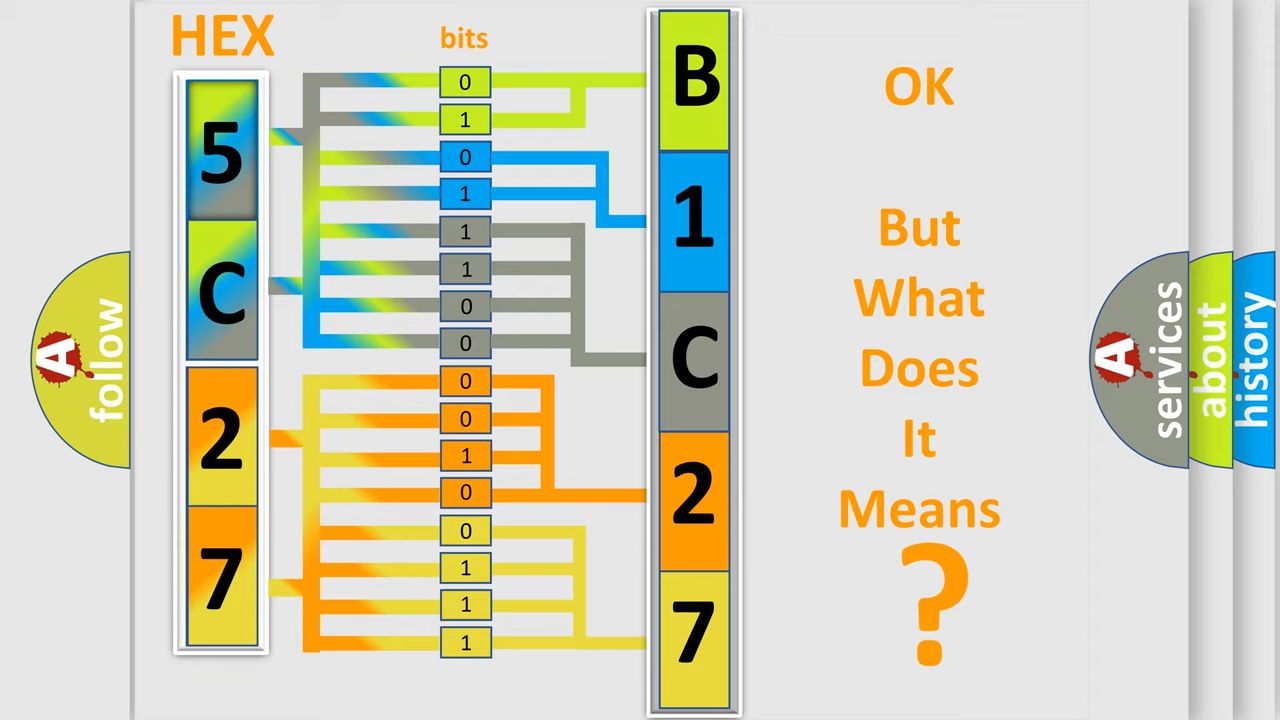 HEX
bits
5
C
2
7
0
1
0
1
1
1
0
0
0
0
1
0
0
1
1
1
B
1
C
2
7
OK
But
What
Does
It
Means
?
A
follow
A
services
about
history